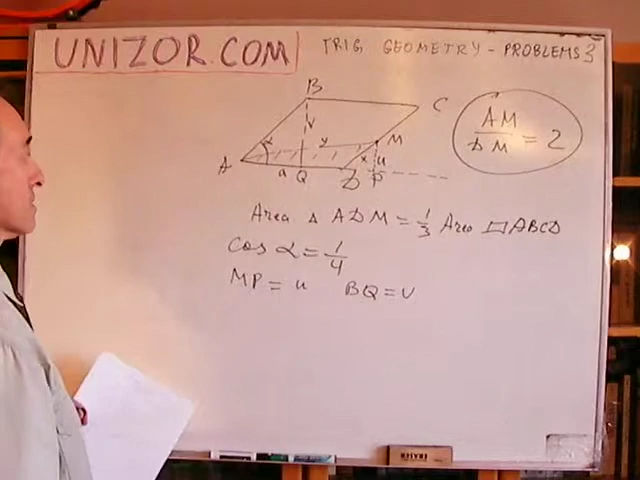 UNIZOR.COM
TRIG GEOMETRY - PROBLEMS 3
B
C
V
M
α
y
x
u
A
a
Q
D
P
AM
DM
= 2
Area △ ADM = 1/3 Area ▱ ABCD
Cos α = 1/4
MP = u BQ = V